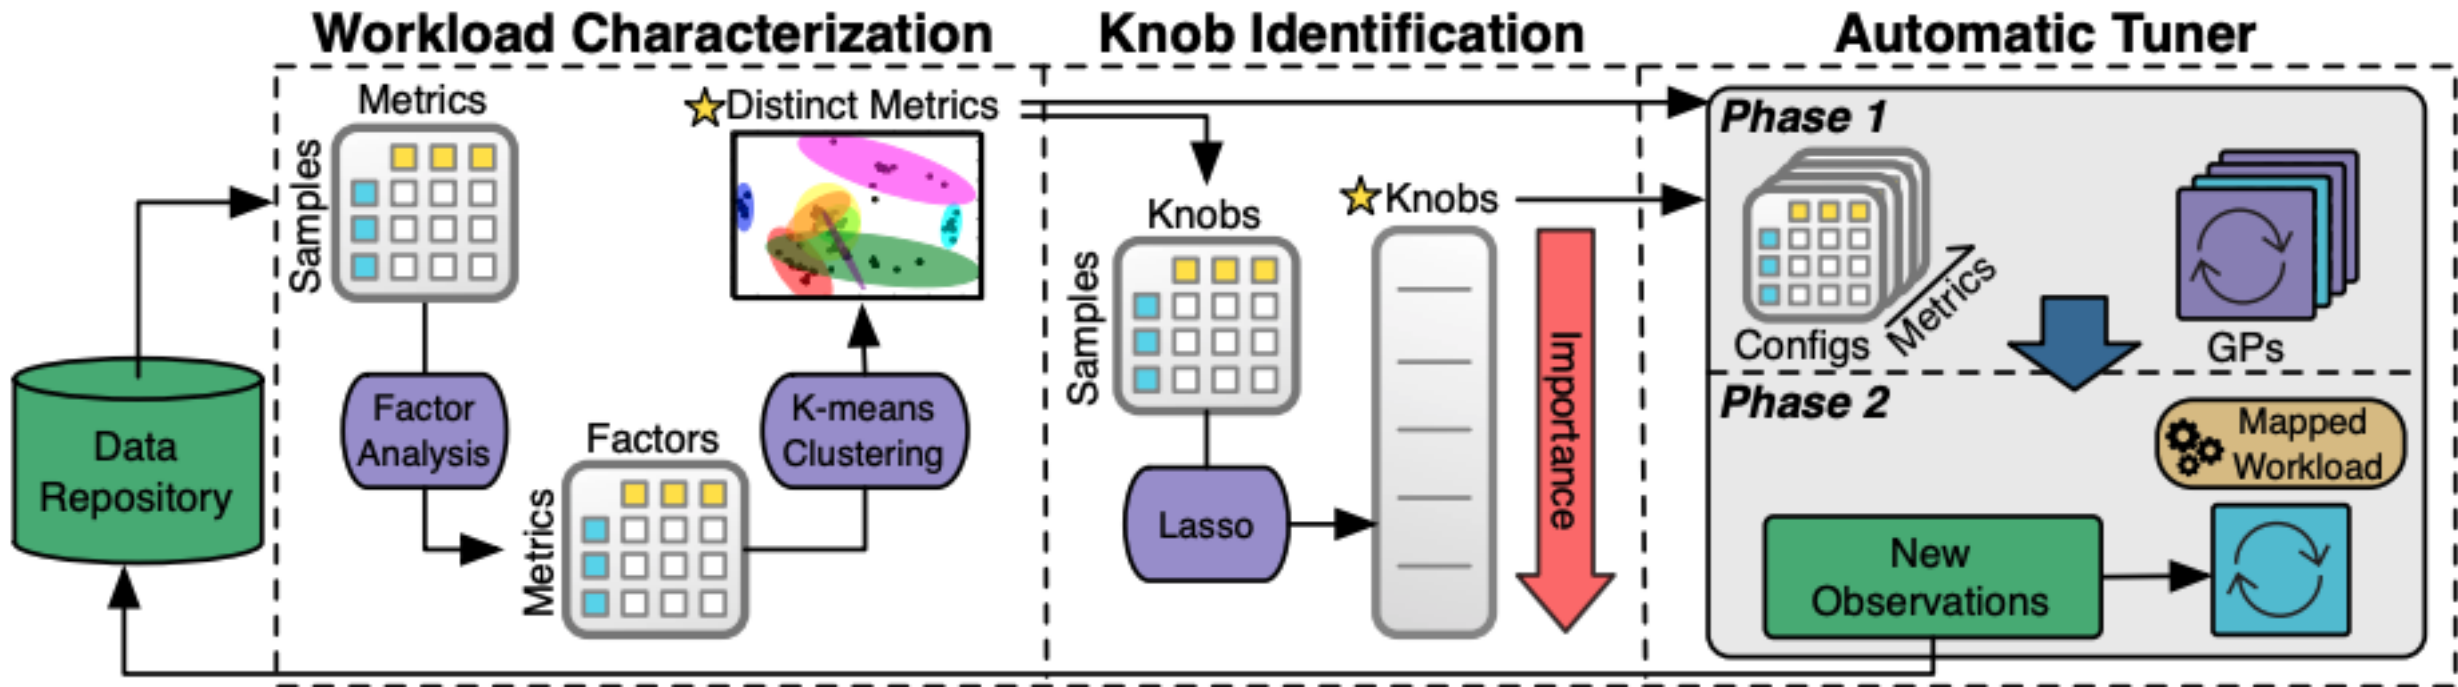 Workload Characterization
Knob Identification
Automatic Tuner
Data
Repository
Metrics
Samples
Factor
Analysis
Factors
Metrics
K-means
Clustering
Distinct Metrics
Knobs
Samples
Lasso
Knobs
Importance
Phase 1
Configs
Metrics
GPs
Phase 2
Mapped
Workload
New
Observations